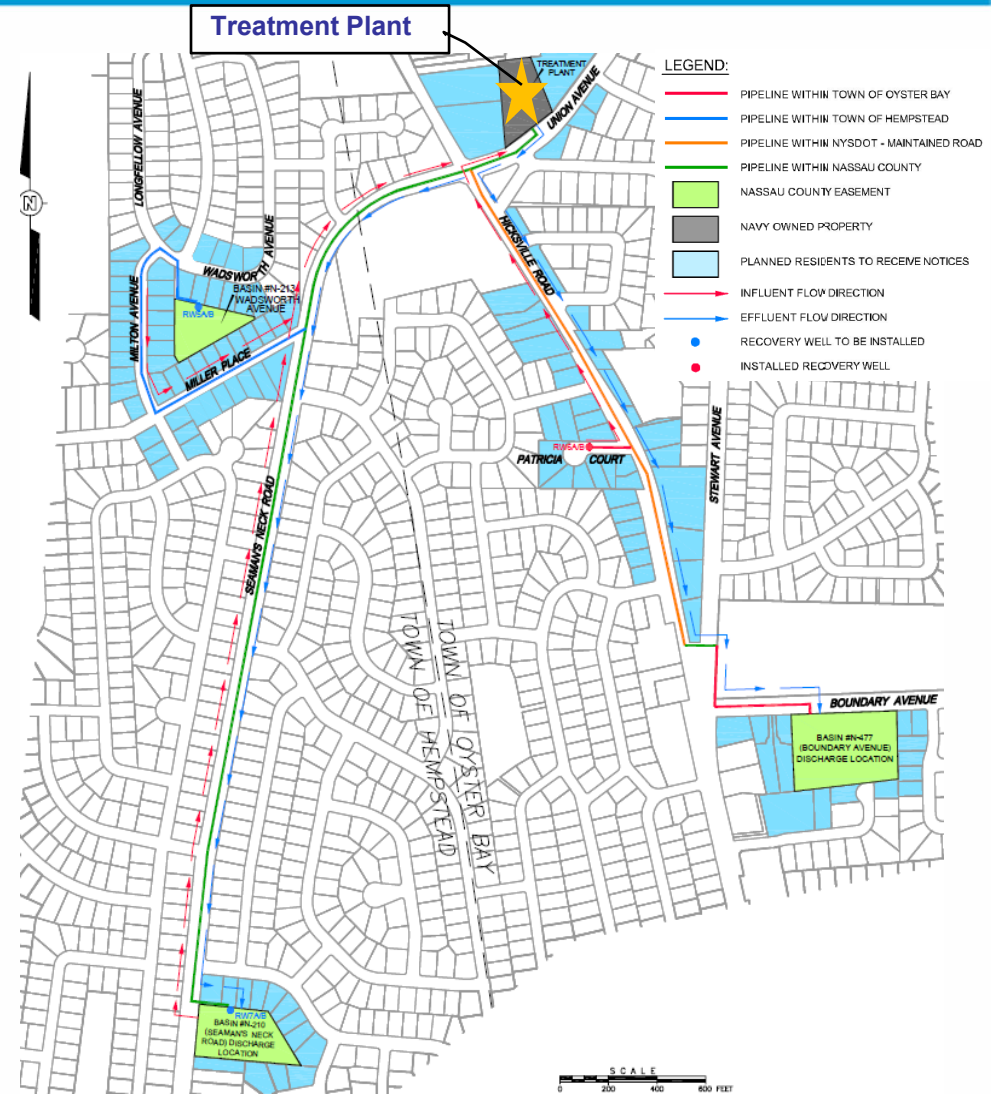 Treatment Plant
TREATMENT
PLANT
UNION AVENUE
LEGEND:
PIPELINE WITHIN TOWN OF OYSTER BAY
PIPELINE WITHIN TOWN OF HEMPSTEAD
PIPELINE WITHIN NYSDOT - MAINTAINED ROAD
PIPELINE WITHIN NASSAU COUNTY
NASSAU COUNTY EASEMENT
NAVY OWNED PROPERTY
PLANNED RESIDENTS TO RECEIVE NOTICES
INFLUENT FLOW DIRECTION
EFFLUENT FLOW DIRECTION
RECOVERY WELL TO BE INSTALLED
INSTALLED RECOVERY WELL
N
LONGFELLOW AVENUE
WADSWORTH AVENUE
HICKSVILLE ROAD
BASIN #N-213
WADSWORTH
AVENUE
RW5A/B
MILTON AVENUE
MILLER PLACE
RW6A/B
PATRICIA COURT
STEWART AVENUE
SEAMAN'S NECK ROAD
TOWN OF OYSTER BAY
TOWN OF HEMPSTEAD
BOUNDARY AVENUE
BASIN #N-477
(BOUNDARY AVENUE)
DISCHARGE LOCATION
RW7A/B
BASIN #N-210
(SEAMAN'S NECK
ROAD) DISCHARGE
LOCATION
SCALE
0 200 400 600 FEET